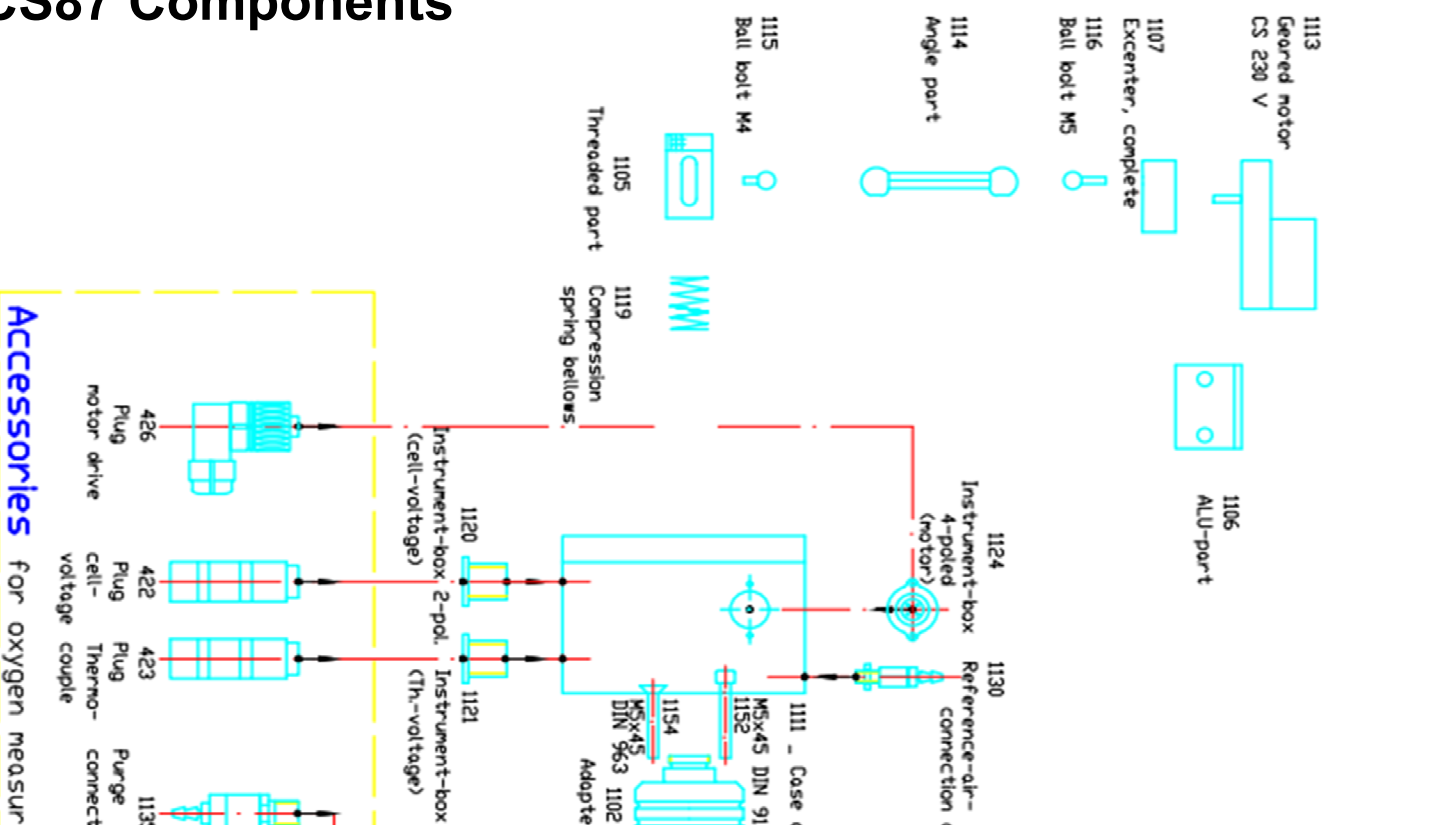 CS87 Components
1113
Geared motor
CS 230 V
1107
Excenter, complete
1116
Ball bolt M5
1114
Angle part
1115
Ball bolt M4
1105
Threaded part
1119
Compression
spring bellows
1106
ALU-part
1124
Instrument-box
4-poled
(motor)
1130
Reference-air-
connection
1111 _ Case
1152
M5x45 DIN 91
1154
M5x45
DIN 963
1102
Adapte
1120
Instrument-box 2-pol.
(cell-voltage)
1121
Instrument-box
(Th.-voltage)
426
Plug
motor drive
422
Plug
cell-
voltage
423
Plug
Thermo-
couple
113
Purge
connect
Accessories for oxygen measur